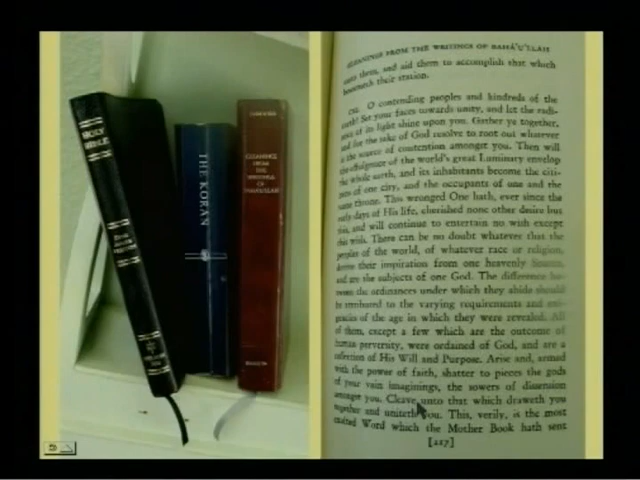 HOLY
BIBLE
THE KORAN
GLEANINGS
FROM
THE
WRITINGS
OF
BAHÁ'U'LLÁH
GLEANINGS FROM THE WRITINGS OF BAHÁ'U'LLÁH
unto them, and aid them to accomplish that which
beseemeth their station.
O contending peoples and kindreds of the
earth! Set your faces towards unity, and let the radi-
ance of its light shine upon you. Gather ye together,
and for the sake of God resolve to root out whatever
is the source of contention amongst you. Then will
the effulgence of the world's great Luminary envelop
the whole earth, and its inhabitants become the citi-
zens of one city, and the occupants of one and the
same throne. This wronged One hath, ever since the
early days of His life, cherished none other desire but
this, and will continue to entertain no wish except
this wish. There can be no doubt whatever that the
peoples of the world, of whatever race or religion,
derive their inspiration from one heavenly Source,
and are the subjects of one God. The difference be-
tween the ordinances under which they abide should
be attributed to the varying requirements and exi-
gencies of the age in which they were revealed. All
of them, except a few which are the outcome of
human perversity, were ordained of God, and are a
reflection of His Will and Purpose. Arise and, armed
with the power of faith, shatter to pieces the gods
of your vain imaginings, the sowers of dissension
amongst you. Cleave unto that which draweth you
together and uniteth you. This, verily, is the most
exalted Word which the Mother Book hath sent
[217]